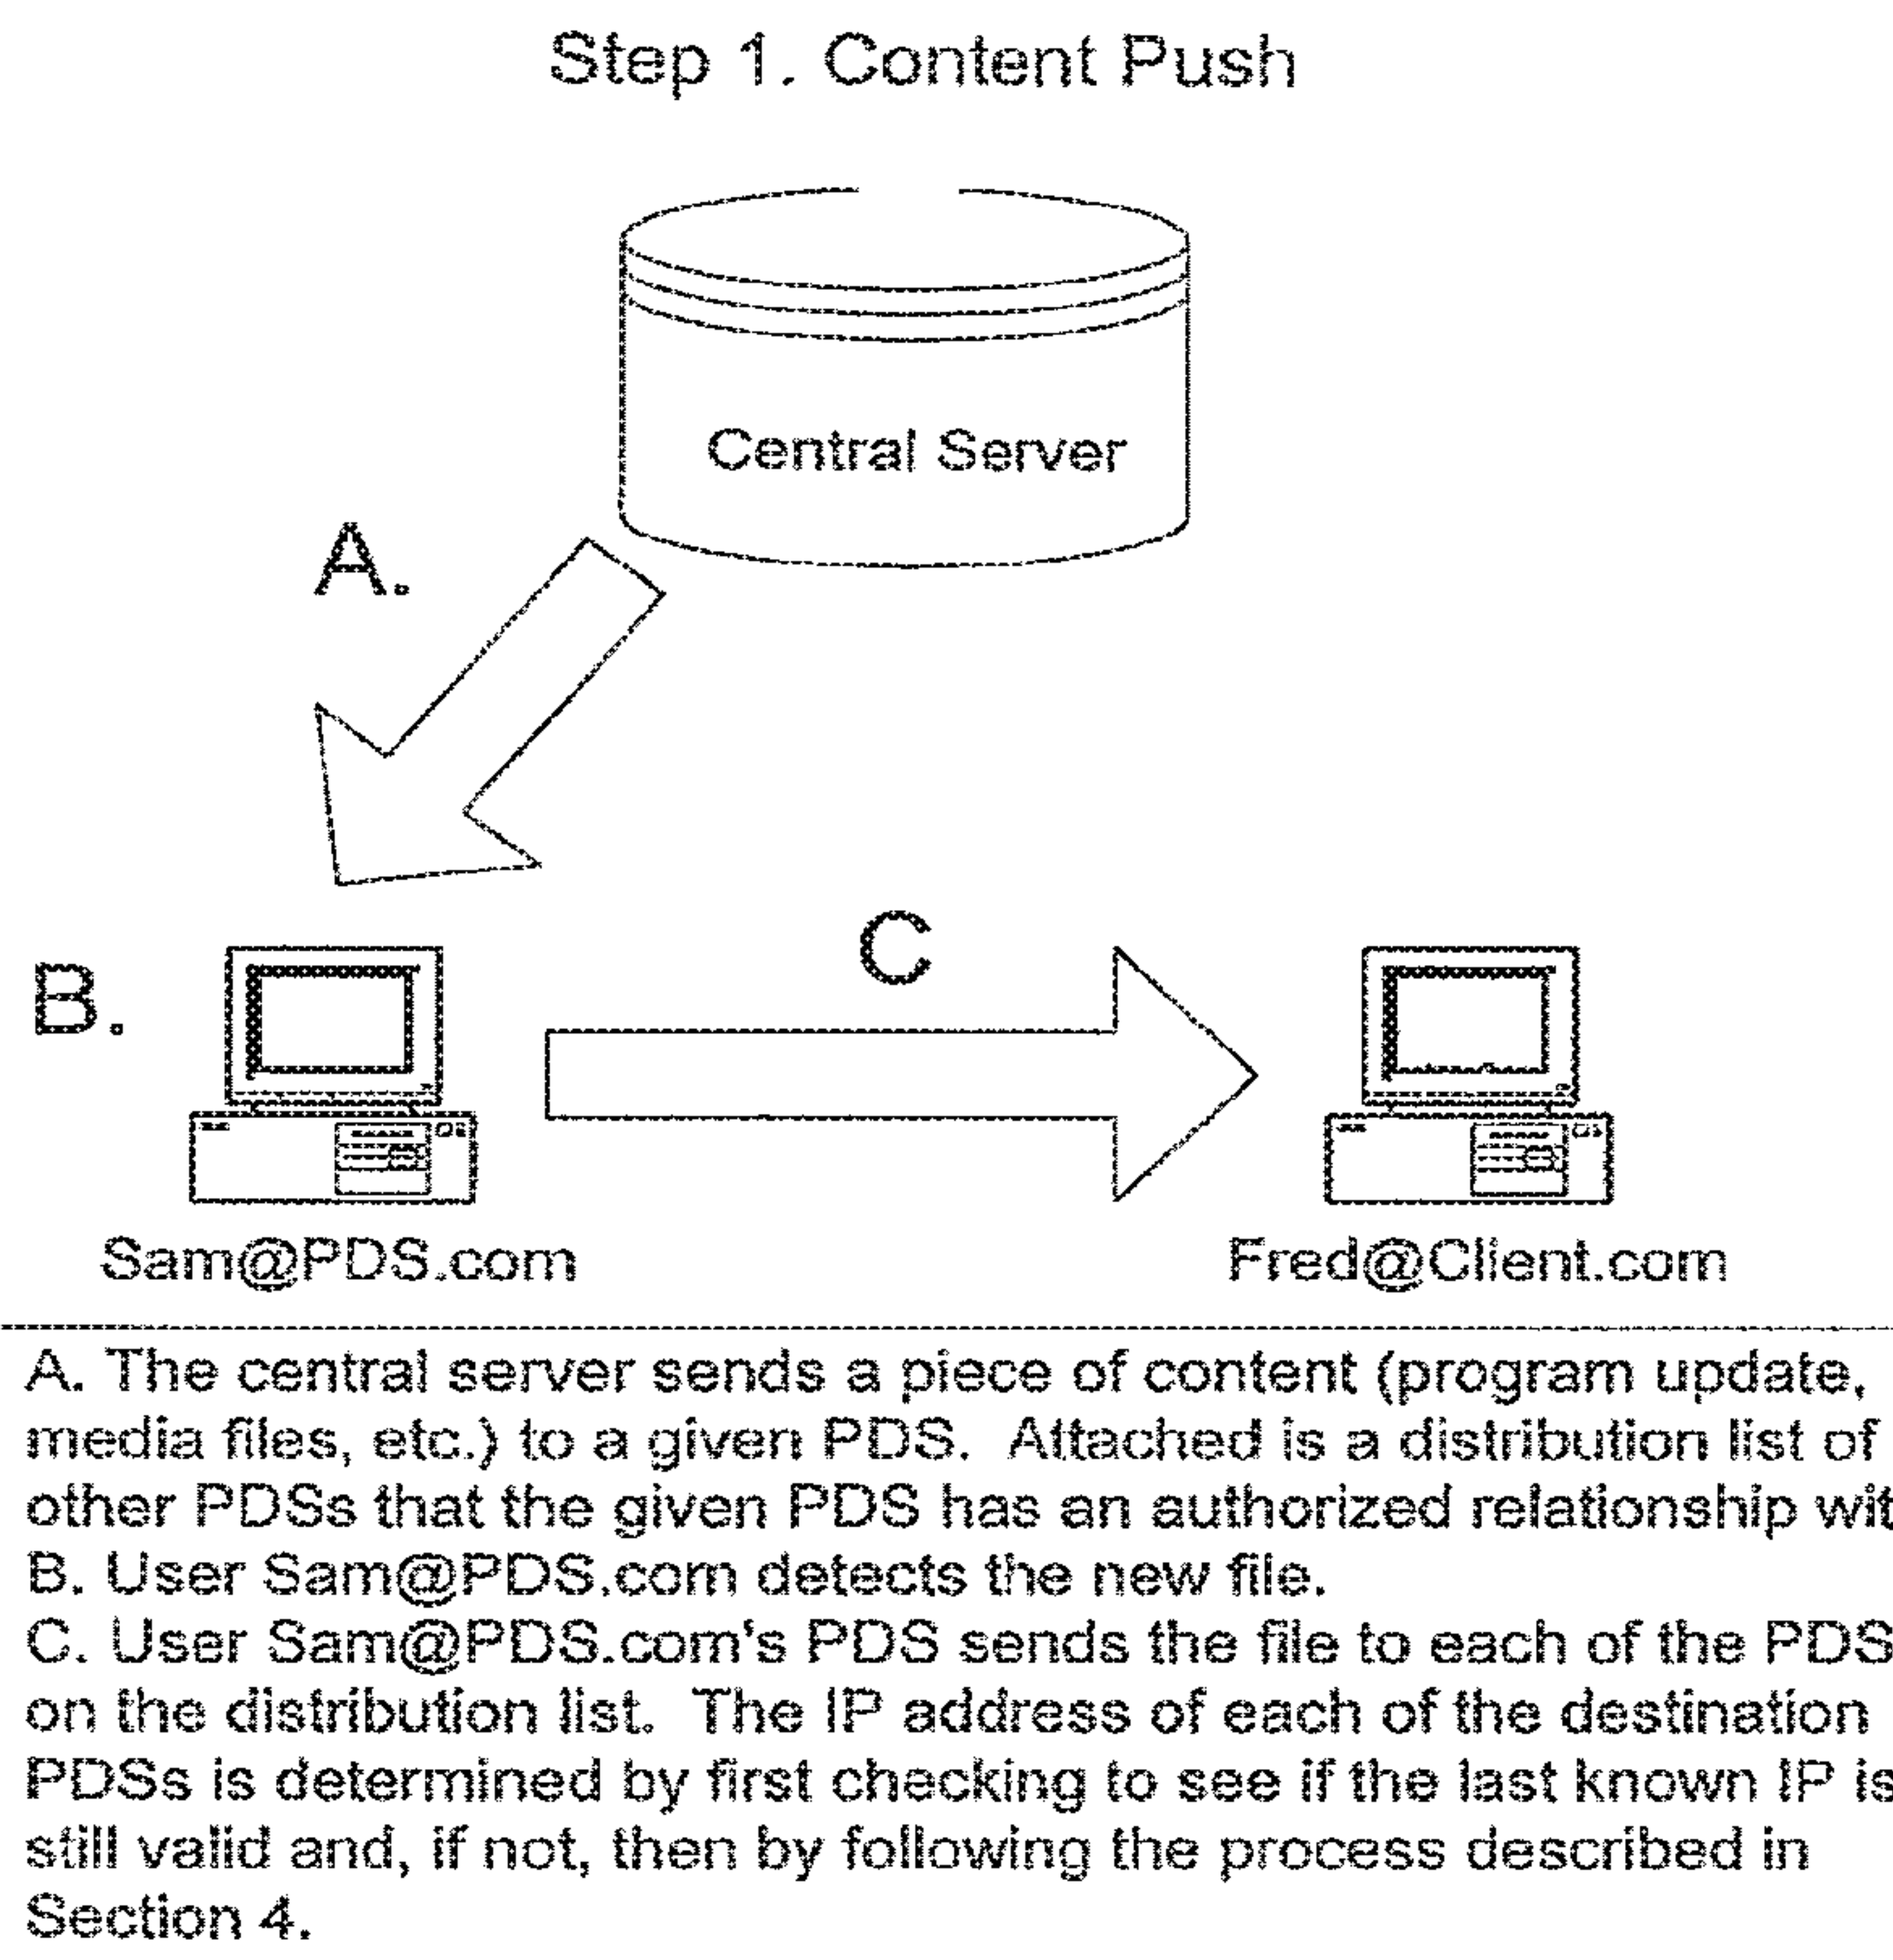 Step 1. Content Push
Central Server
A.
C
B.
Sam@PDS.com
Fred@Client.com
A. The central server sends a piece of content (program update,
media files, etc.) to a given PDS.  Attached is a distribution list of
other PDSs that the given PDS has an authorized relationship wit
B. User Sam@PDS.com detects the new file.
C. User Sam@PDS.com's PDS sends the file to each of the PDS
on the distribution list.  The IP address of each of the destination
PDSs is determined by first checking to see if the last known IP is
still valid and, if not, then by following the process described in
Section 4.